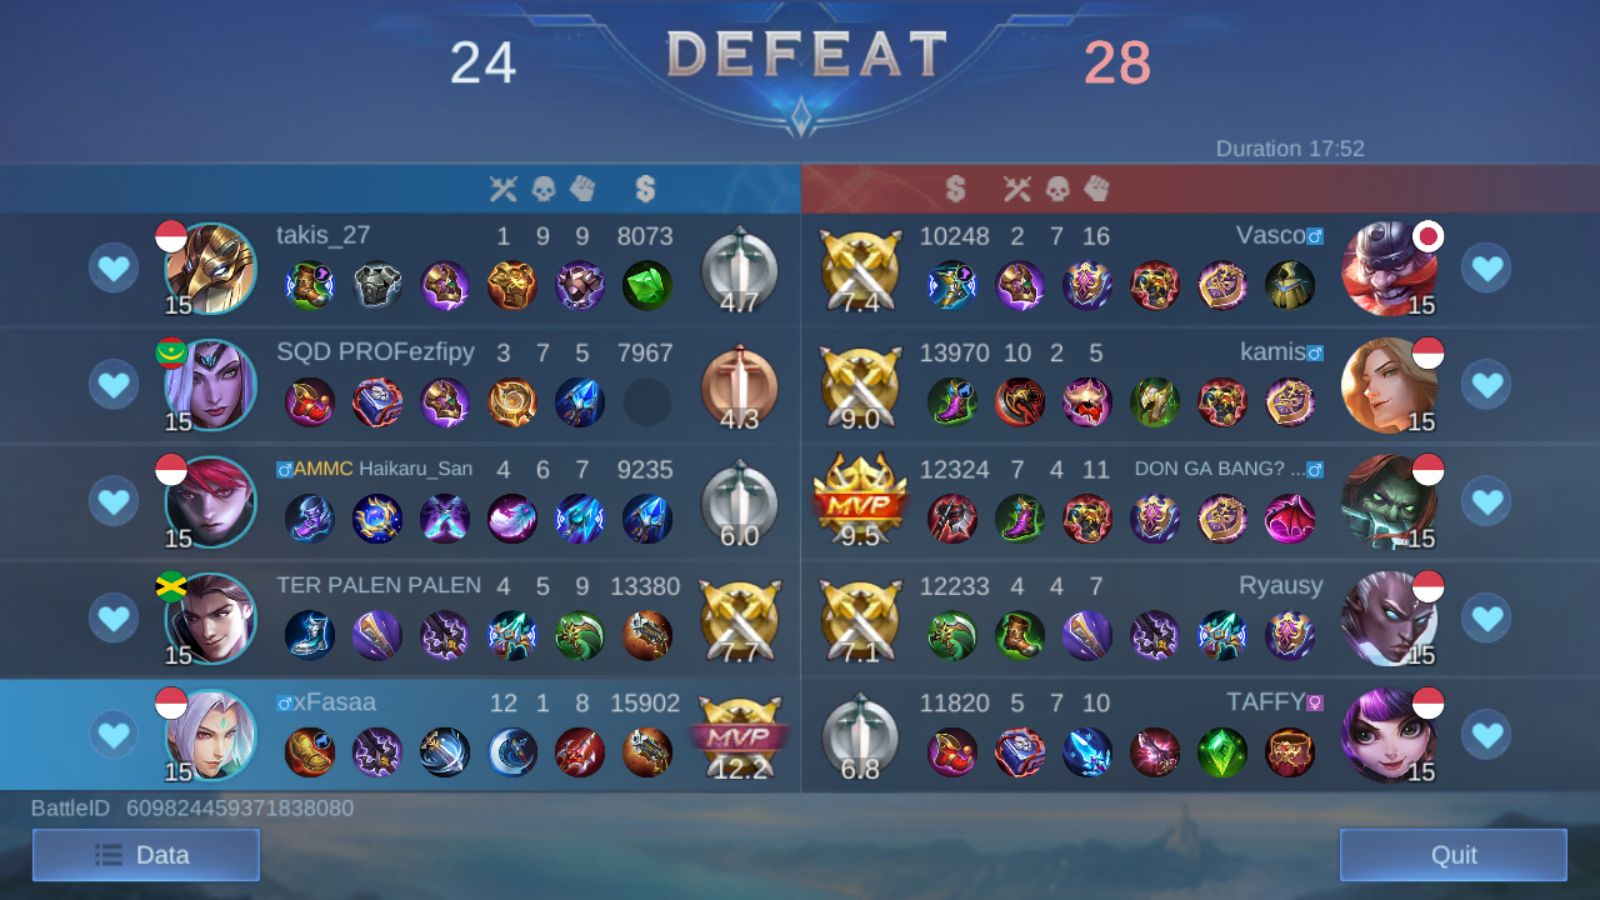 24 DEFEAT 28
Duration 17:52
takis_27 1 9 9 8073
15 4.7
7.4 10248 2 7 16 Vasco♂
15
SQD PROFezfipy 3 7 5 7967
15 4.3
9.0 13970 10 2 5 kamis♂
15
♂AMMC Haikaru_San 4 6 7 9235
15 6.0
MVP 9.5 12324 7 4 11 DON GA BANG? ...♂
15
TER PALEN PALEN 4 5 9 13380
15 7.7
7.1 12233 4 4 7 Ryausy
15
♂xFasaa 12 1 8 15902
15 MVP 12.2
6.8 11820 5 7 10 TAFFY♀
15
BattleID 609824459371838080
Data
Quit